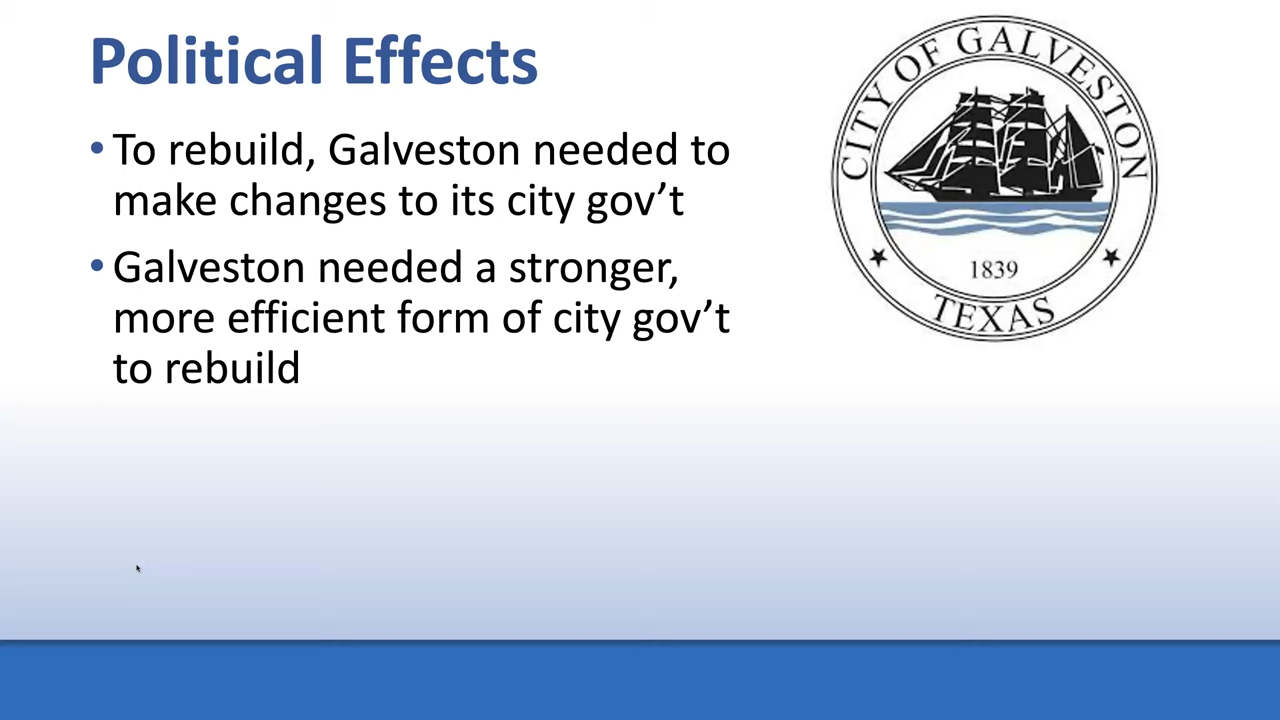 Political Effects
• To rebuild, Galveston needed to
make changes to its city gov’t
• Galveston needed a stronger,
more efficient form of city gov’t
to rebuild
CITY OF GALVESTON
1839
TEXAS